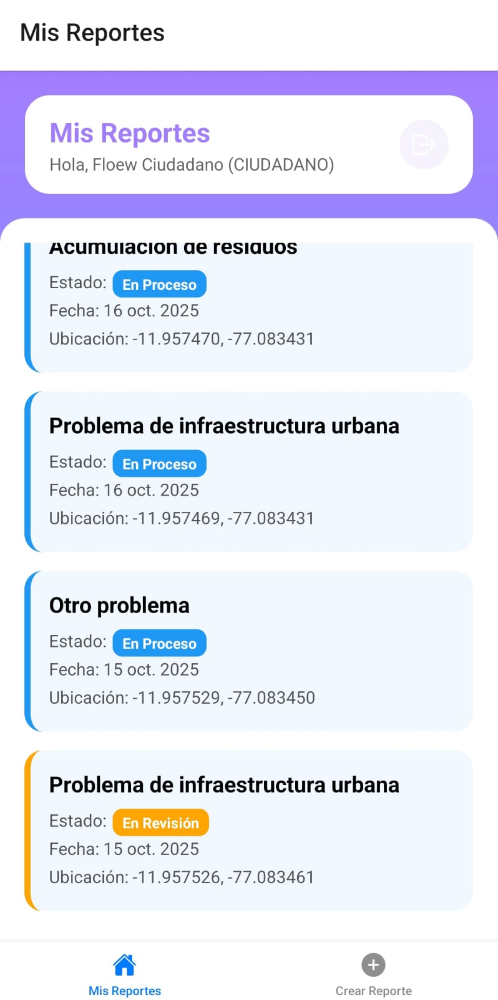 Mis Reportes
Mis Reportes
Hola, Floew Ciudadano (CIUDADANO)
Acumulación de residuos
Estado: En Proceso
Fecha: 16 oct. 2025
Ubicación: -11.957470, -77.083431
Problema de infraestructura urbana
Estado: En Proceso
Fecha: 16 oct. 2025
Ubicación: -11.957469, -77.083431
Otro problema
Estado: En Proceso
Fecha: 15 oct. 2025
Ubicación: -11.957529, -77.083450
Problema de infraestructura urbana
Estado: En Revisión
Fecha: 15 oct. 2025
Ubicación: -11.957526, -77.083461
Mis Reportes
Crear Reporte